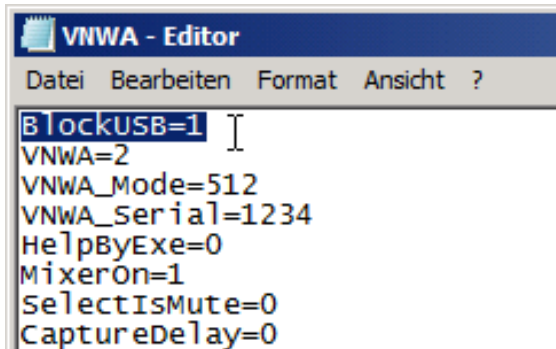 VNWA - Editor
Datei Bearbeiten Format Ansicht ?
BlockUSB=1
VNWA=2
VNWA_Mode=512
VNWA_Serial=1234
HelpByExe=0
MixerOn=1
SelectIsMute=0
CaptureDelay=0